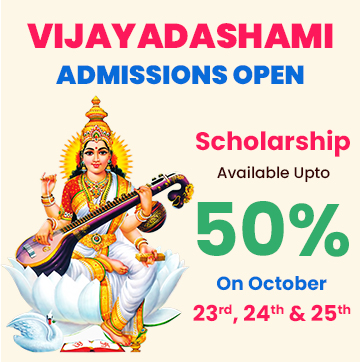 VIJAYADASHAMI
ADMISSIONS OPEN
Scholarship
Available Upto
50%
On October
23rd, 24th & 25th